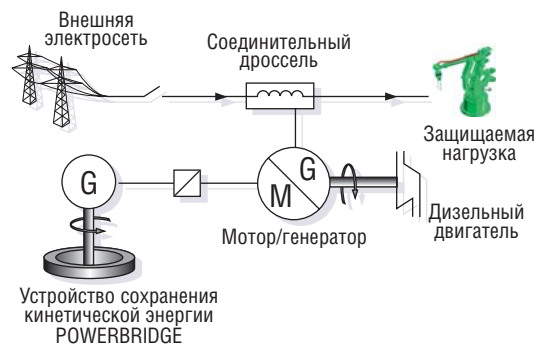 Внешняя
электросеть
Соединительный
дроссель
Защищаемая
нагрузка
G
G
M
Мотор/генератор
Дизельный
двигатель
Устройство сохранения
кинетической энергии
POWERBRIDGE